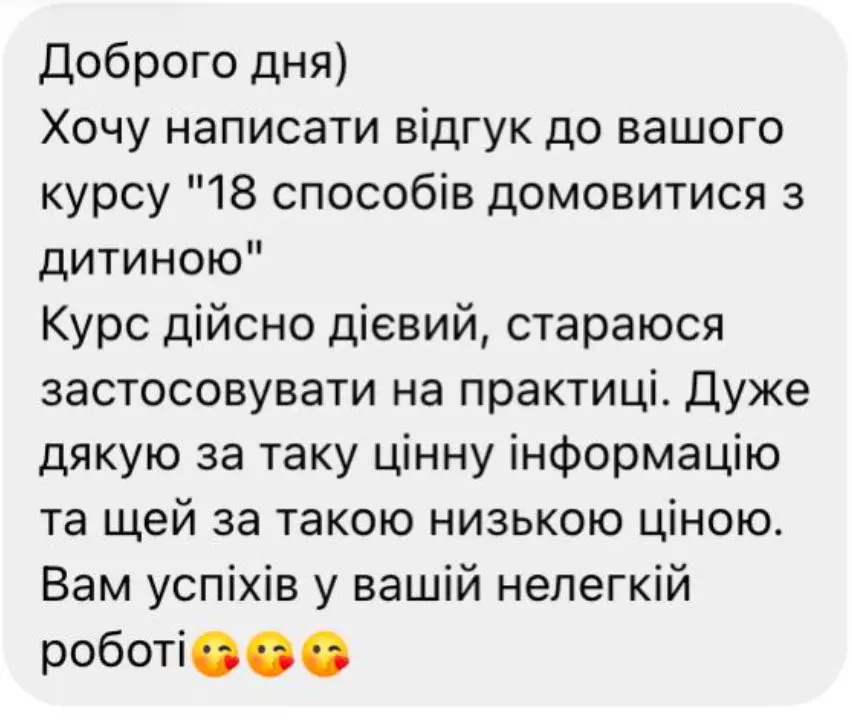 Доброго дня)
Хочу написати відгук до вашого
курсу "18 способів домовитися з
дитиною"
Курс дійсно дієвий, стараюся
застосовувати на практиці. Дуже
дякую за таку цінну інформацію
та щей за такою низькою ціною.
Вам успіхів у вашій нелегкій
роботі😘😘😘